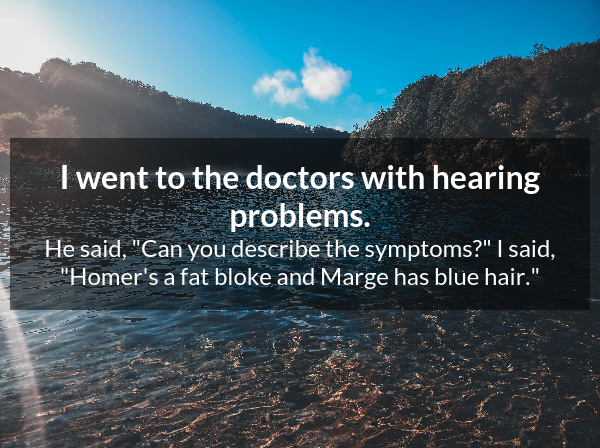 I went to the doctors with hearing
problems.
He said, "Can you describe the symptoms?" I said,
"Homer's a fat bloke and Marge has blue hair."